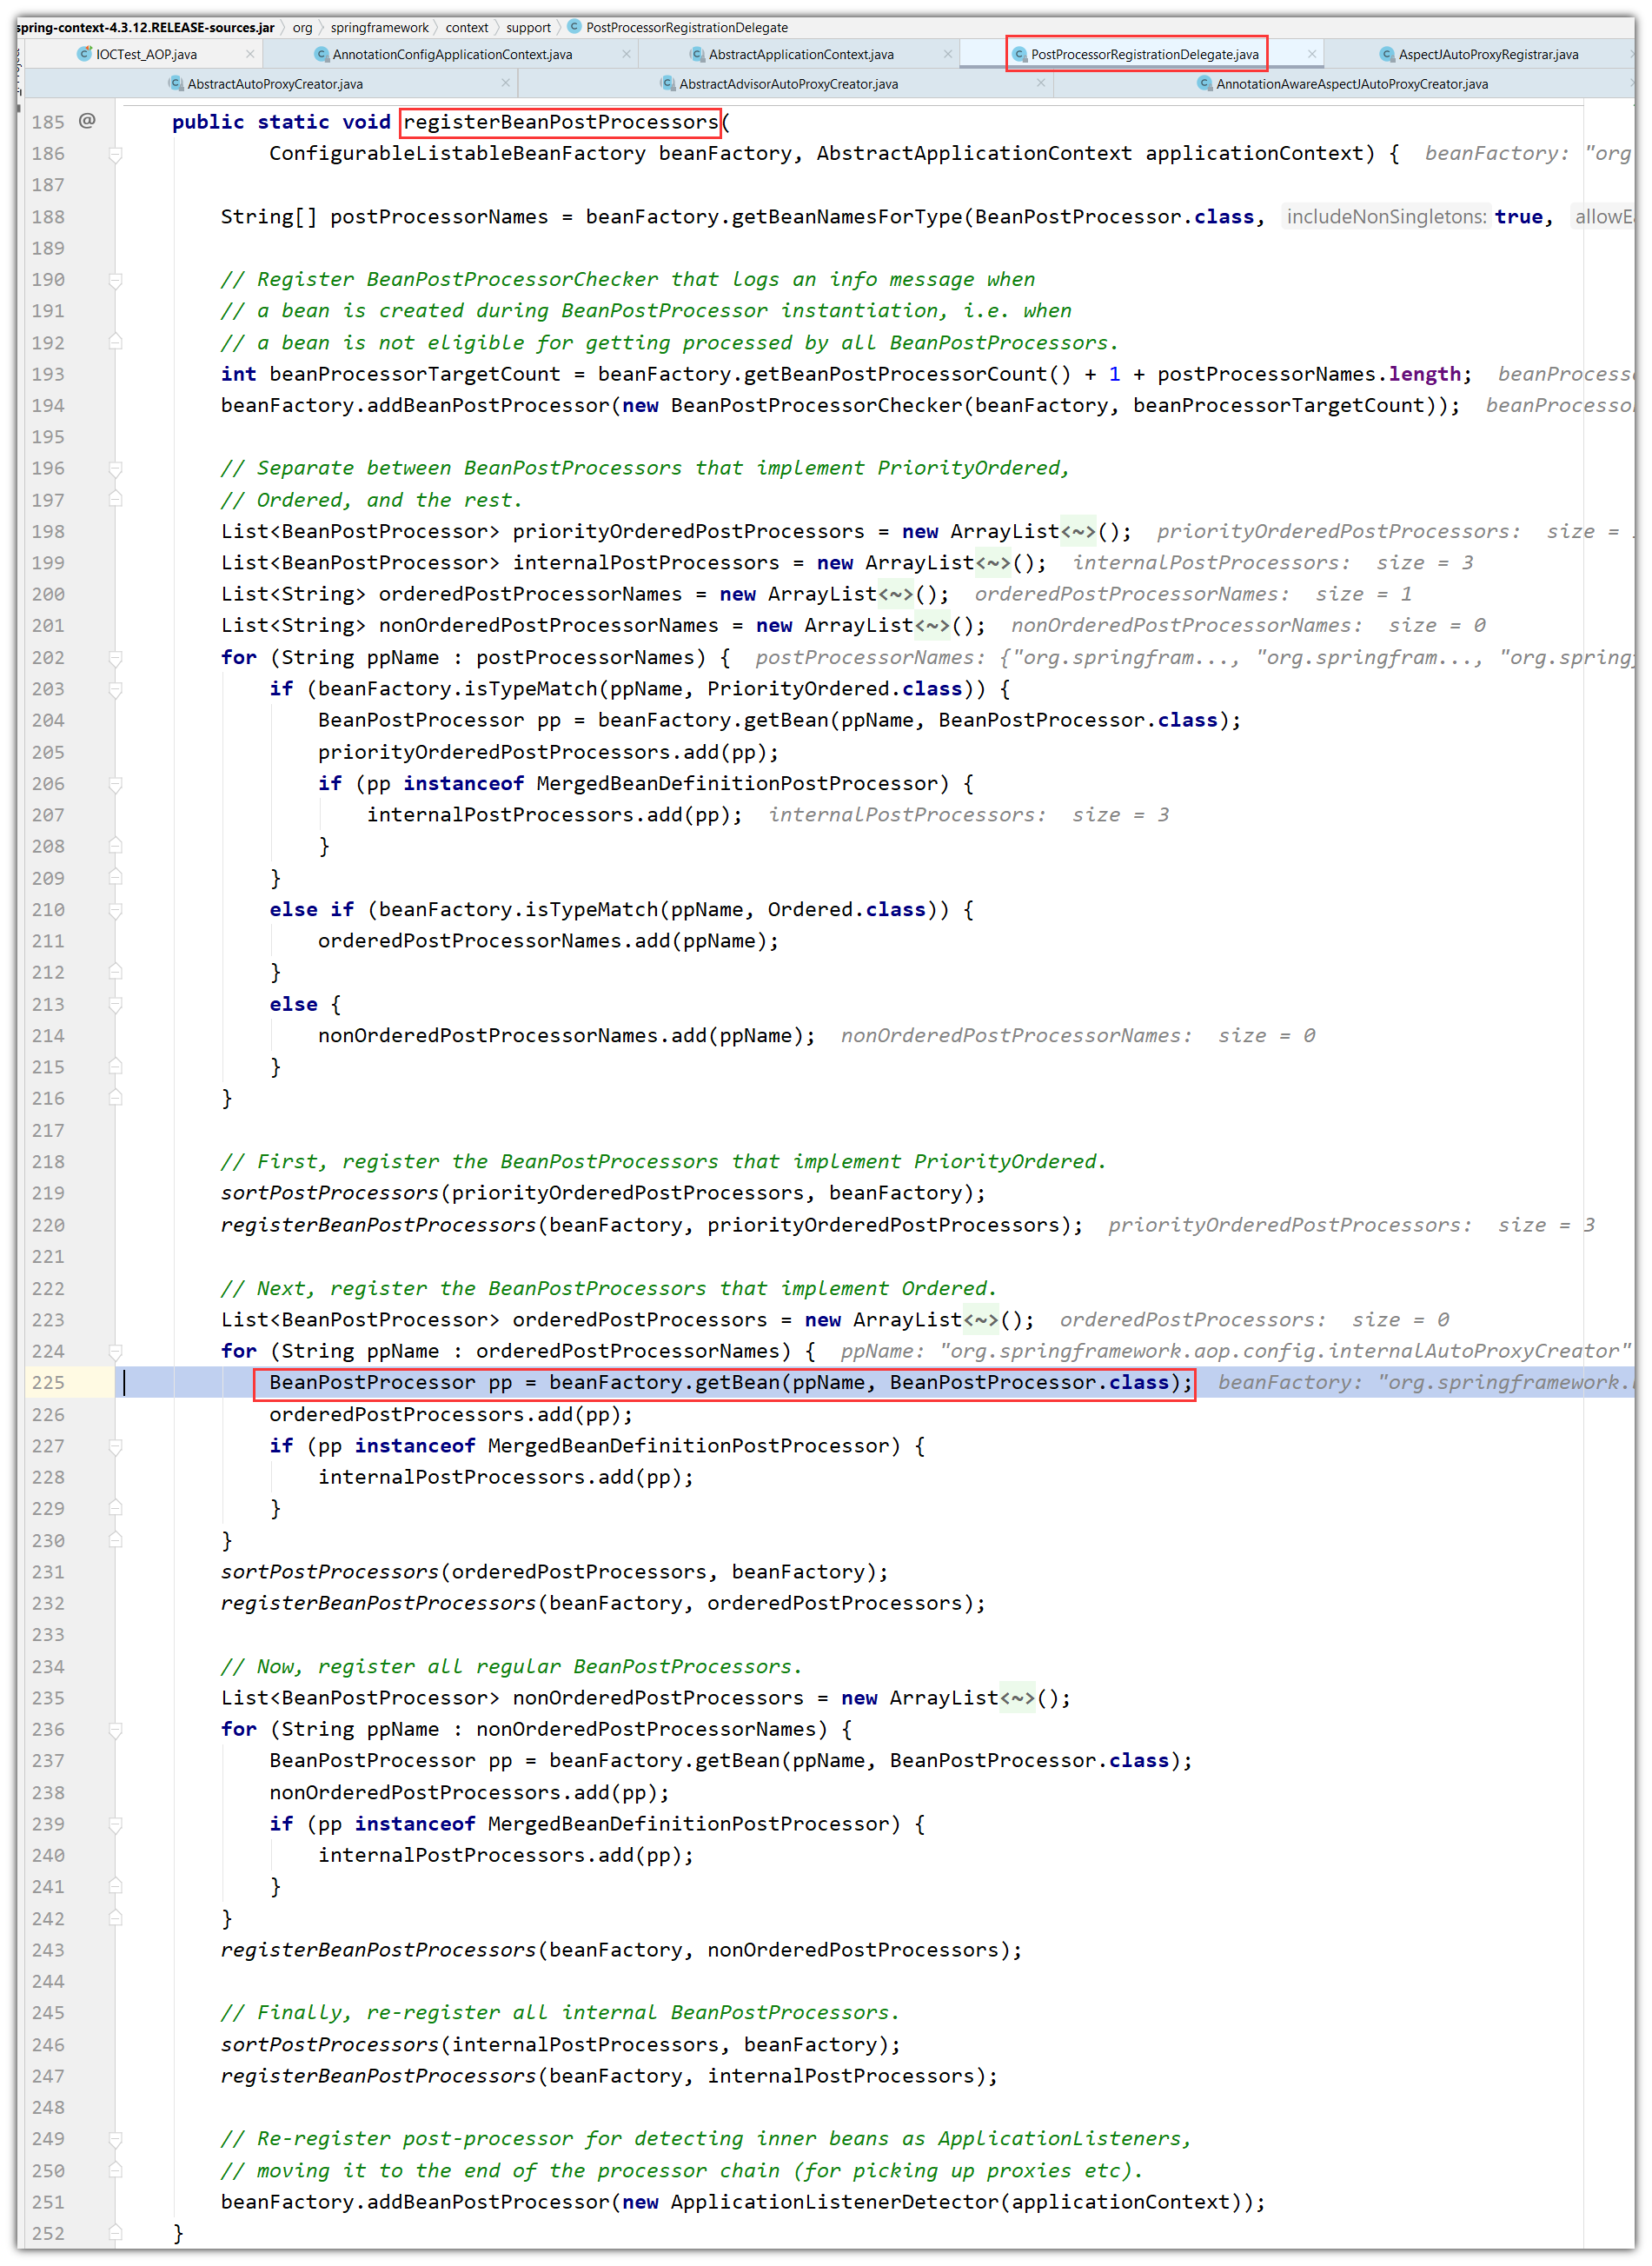 spring-context-4.3.12.RELEASE-sources.jar org springframework context support PostProcessorRegistrationDelegate
IOCTest_AOP.java AnnotationConfigApplicationContext.java AbstractApplicationContext.java PostProcessorRegistrationDelegate.java AspectJAutoProxyRegistrar.java
AbstractAutoProxyCreator.java AbstractAdvisorAutoProxyCreator.java AnnotationAwareAspectJAutoProxyCreator.java
185 @ public static void registerBeanPostProcessors(
186 ConfigurableListableBeanFactory beanFactory, AbstractApplicationContext applicationContext) { beanFactory: "org
187
188 String[] postProcessorNames = beanFactory.getBeanNamesForType(BeanPostProcessor.class, includeNonSingletons: true, allowEa
189
190 // Register BeanPostProcessorChecker that logs an info message when
191 // a bean is created during BeanPostProcessor instantiation, i.e. when
192 // a bean is not eligible for getting processed by all BeanPostProcessors.
193 int beanProcessorTargetCount = beanFactory.getBeanPostProcessorCount() + 1 + postProcessorNames.length; beanProcesso
194 beanFactory.addBeanPostProcessor(new BeanPostProcessorChecker(beanFactory, beanProcessorTargetCount)); beanProcesso
195
196 // Separate between BeanPostProcessors that implement PriorityOrdered,
197 // Ordered, and the rest.
198 List<BeanPostProcessor> priorityOrderedPostProcessors = new ArrayList<~>(); priorityOrderedPostProcessors: size =
199 List<BeanPostProcessor> internalPostProcessors = new ArrayList<~>(); internalPostProcessors: size = 3
200 List<String> orderedPostProcessorNames = new ArrayList<~>(); orderedPostProcessorNames: size = 1
201 List<String> nonOrderedPostProcessorNames = new ArrayList<~>(); nonOrderedPostProcessorNames: size = 0
202 for (String ppName : postProcessorNames) { postProcessorNames: {"org.springfram..., "org.springfram..., "org.spring
203 if (beanFactory.isTypeMatch(ppName, PriorityOrdered.class)) {
204 BeanPostProcessor pp = beanFactory.getBean(ppName, BeanPostProcessor.class);
205 priorityOrderedPostProcessors.add(pp);
206 if (pp instanceof MergedBeanDefinitionPostProcessor) {
207 internalPostProcessors.add(pp); internalPostProcessors: size = 3
208 }
209 }
210 else if (beanFactory.isTypeMatch(ppName, Ordered.class)) {
211 orderedPostProcessorNames.add(ppName);
212 }
213 else {
214 nonOrderedPostProcessorNames.add(ppName); nonOrderedPostProcessorNames: size = 0
215 }
216 }
217
218 // First, register the BeanPostProcessors that implement PriorityOrdered.
219 sortPostProcessors(priorityOrderedPostProcessors, beanFactory);
220 registerBeanPostProcessors(beanFactory, priorityOrderedPostProcessors); priorityOrderedPostProcessors: size = 3
221
222 // Next, register the BeanPostProcessors that implement Ordered.
223 List<BeanPostProcessor> orderedPostProcessors = new ArrayList<~>(); orderedPostProcessors: size = 0
224 for (String ppName : orderedPostProcessorNames) { ppName: "org.springframework.aop.config.internalAutoProxyCreator"
225 BeanPostProcessor pp = beanFactory.getBean(ppName, BeanPostProcessor.class); beanFactory: "org.springframework.
226 orderedPostProcessors.add(pp);
227 if (pp instanceof MergedBeanDefinitionPostProcessor) {
228 internalPostProcessors.add(pp);
229 }
230 }
231 sortPostProcessors(orderedPostProcessors, beanFactory);
232 registerBeanPostProcessors(beanFactory, orderedPostProcessors);
233
234 // Now, register all regular BeanPostProcessors.
235 List<BeanPostProcessor> nonOrderedPostProcessors = new ArrayList<~>();
236 for (String ppName : nonOrderedPostProcessorNames) {
237 BeanPostProcessor pp = beanFactory.getBean(ppName, BeanPostProcessor.class);
238 nonOrderedPostProcessors.add(pp);
239 if (pp instanceof MergedBeanDefinitionPostProcessor) {
240 internalPostProcessors.add(pp);
241 }
242 }
243 registerBeanPostProcessors(beanFactory, nonOrderedPostProcessors);
244
245 // Finally, re-register all internal BeanPostProcessors.
246 sortPostProcessors(internalPostProcessors, beanFactory);
247 registerBeanPostProcessors(beanFactory, internalPostProcessors);
248
249 // Re-register post-processor for detecting inner beans as ApplicationListeners,
250 // moving it to the end of the processor chain (for picking up proxies etc).
251 beanFactory.addBeanPostProcessor(new ApplicationListenerDetector(applicationContext));
252 }